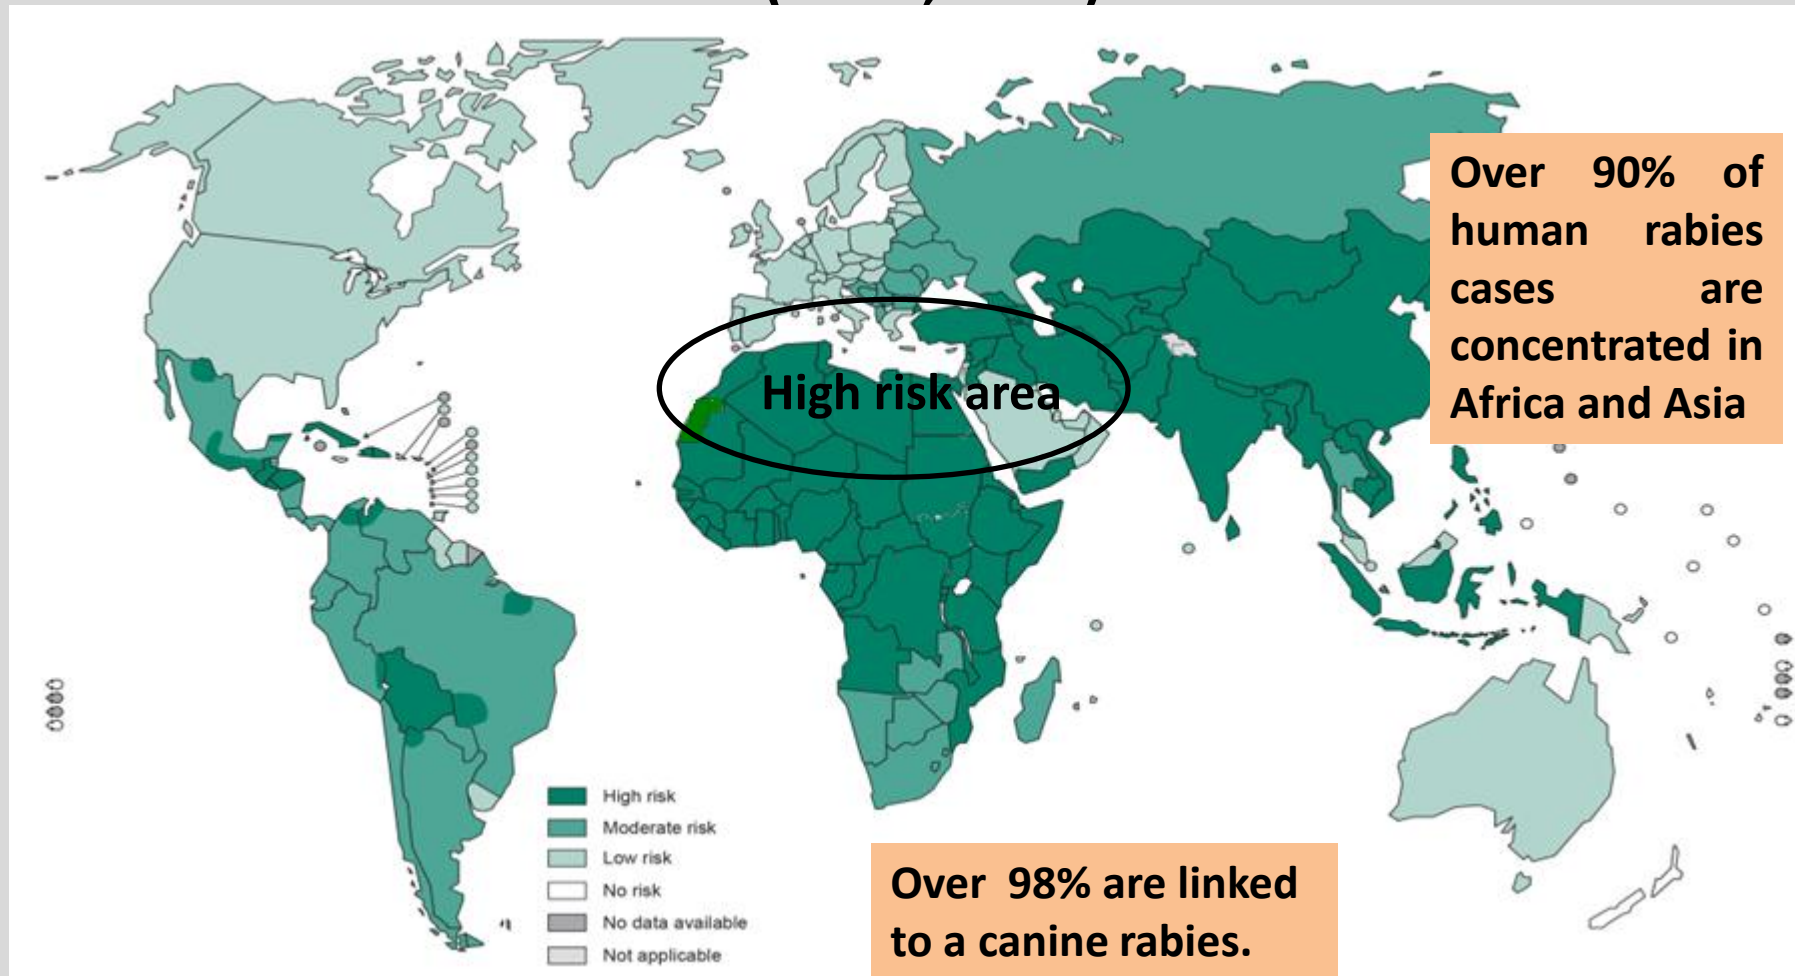 Over 90% of
human rabies
cases are
concentrated in
Africa and Asia
High risk area
High risk
Moderate risk
Low risk
No risk
No data available
Not applicable
Over 98% are linked
to a canine rabies.